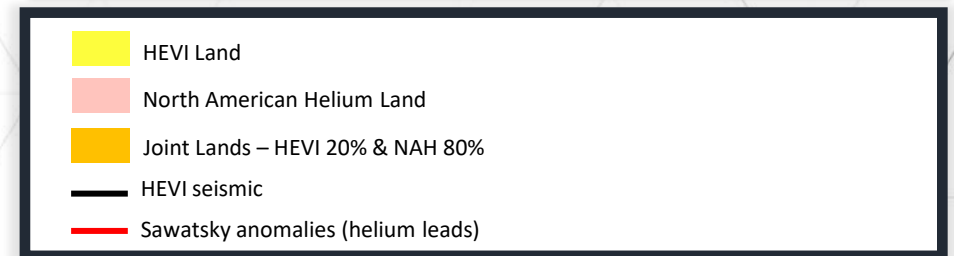 HEVI Land
North American Helium Land
Joint Lands – HEVI 20% & NAH 80%
HEVI seismic
Sawatsky anomalies (helium leads)